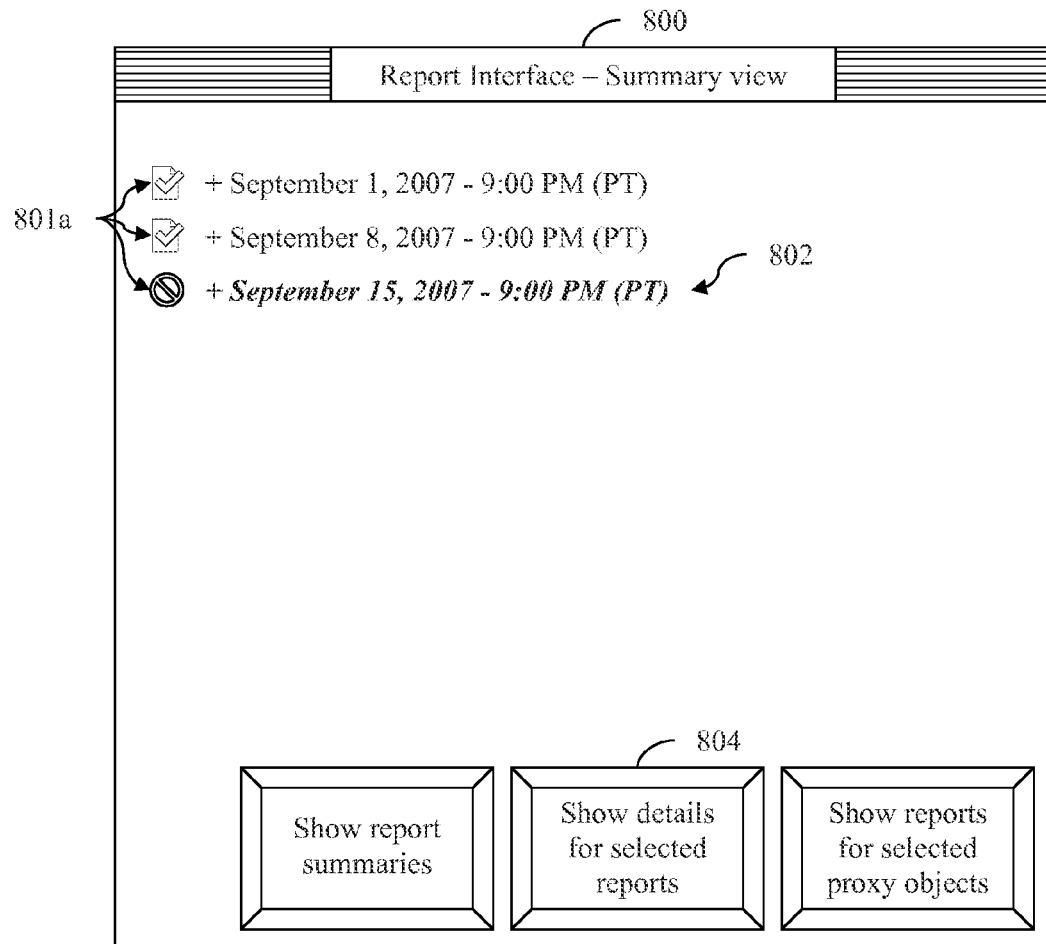 800
Report Interface – Summary view
+ September 1, 2007 - 9:00 PM (PT)
801a
+ September 8, 2007 - 9:00 PM (PT)
802
+ September 15, 2007 - 9:00 PM (PT)
804
Show report
summaries
Show details
for selected
reports
Show reports
for selected
proxy objects